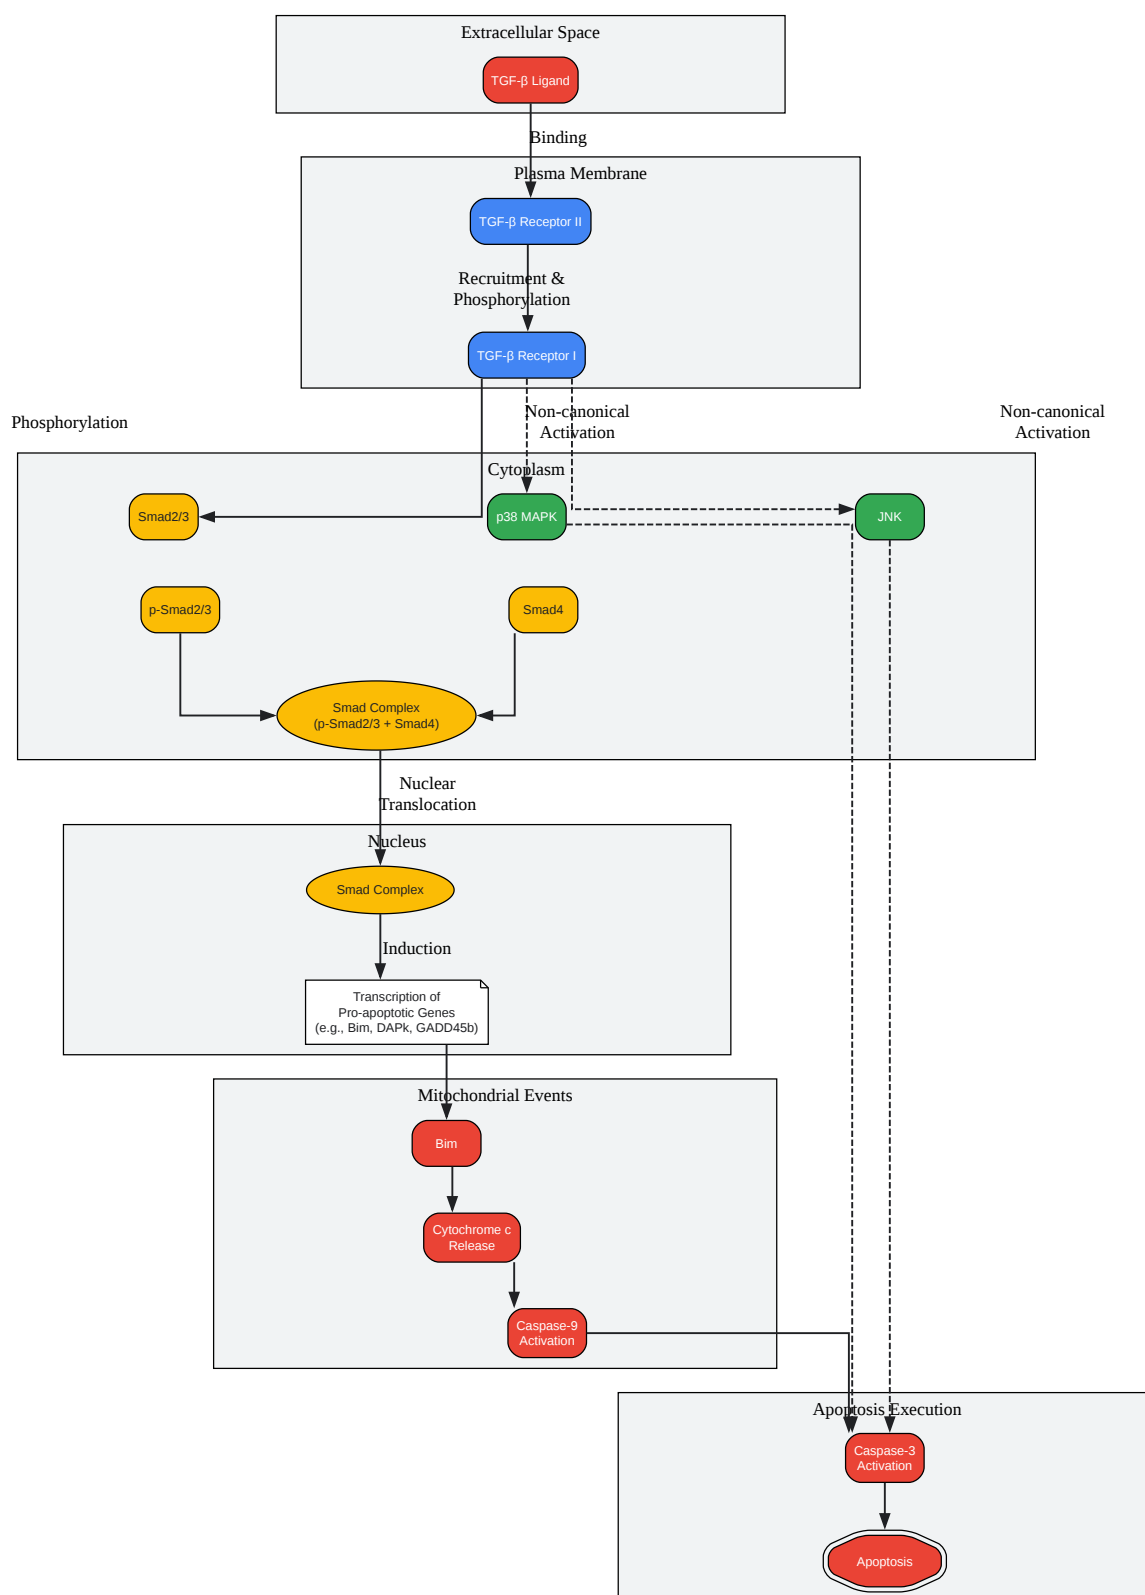 Extracellular Space
TGF-β Ligand
Binding
Plasma Membrane
TGF-β Receptor II
Recruitment &
Phosphorylation
TGF-β Receptor I
Phosphorylation
Non-canonical
Activation
Non-canonical
Activation
Cytoplasm
Smad2/3
p38 MAPK
JNK
p-Smad2/3
Smad4
Smad Complex
(p-Smad2/3 + Smad4)
Nuclear
Translocation
Nucleus
Smad Complex
Induction
Transcription of
Pro-apoptotic Genes
(e.g., Bim, DAPk, GADD45b)
Mitochondrial Events
Bim
Cytochrome c
Release
Caspase-9
Activation
Apoptosis Execution
Caspase-3
Activation
Apoptosis